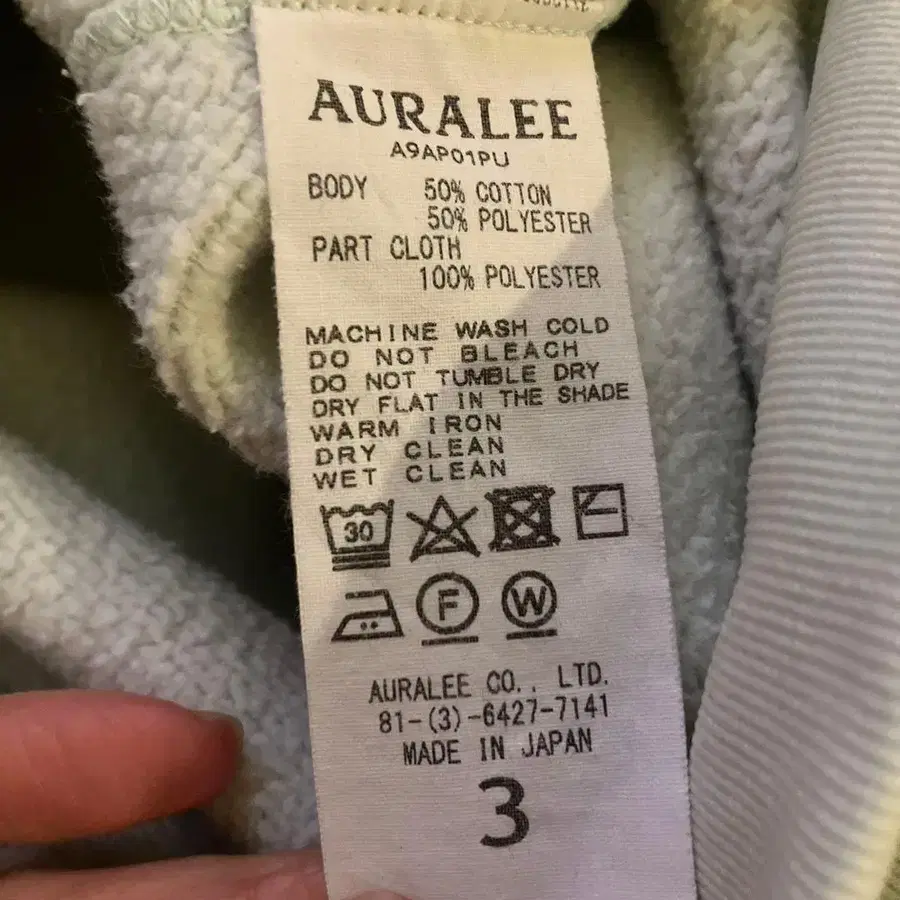 AURALEE
A9AP01PU
BODY 50% COTTON
50% POLYESTER
PART CLOTH
100% POLYESTER
MACHINE WASH COLD
DO NOT BLEACH
DO NOT TUMBLE DRY
DRY FLAT IN THE SHADE
WARM IRON
DRY CLEAN
WET CLEAN
30
F W
AURALEE CO., LTD.
81-(3)-6427-7141
MADE IN JAPAN
3